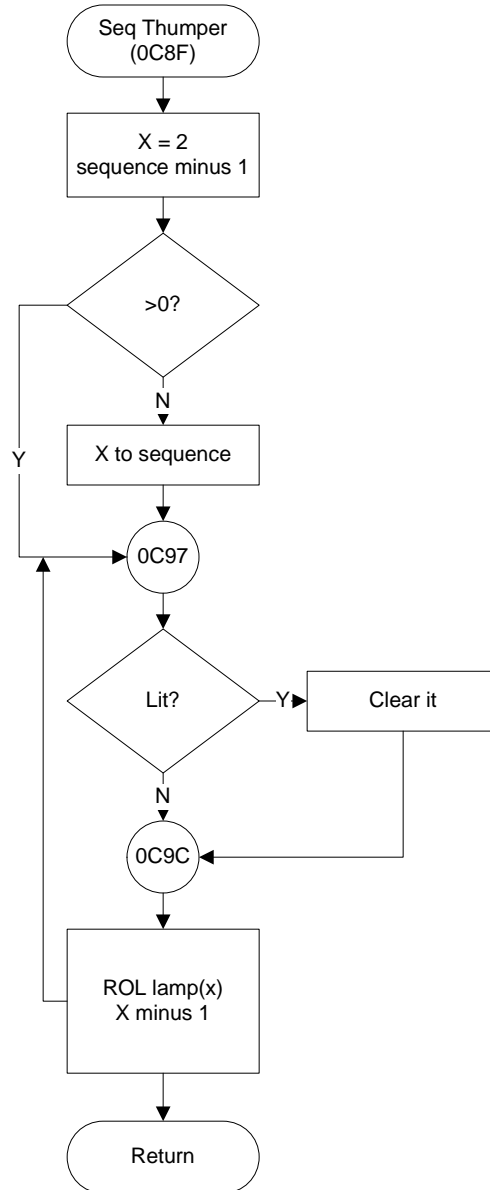 Seq Thumper
(0C8F)
X = 2
sequence minus 1
>0?
N
X to sequence
Y
0C97
Lit?
Y
Clear it
N
0C9C
ROL lamp(x)
X minus 1
Return